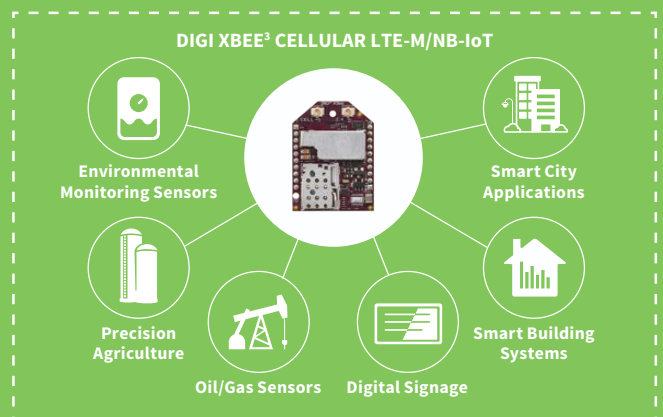 DIGI XBEE³ CELLULAR LTE-M/NB-IoT
Environmental
Monitoring Sensors
Smart City
Applications
Precision
Agriculture
Smart Building
Systems
Oil/Gas Sensors
Digital Signage